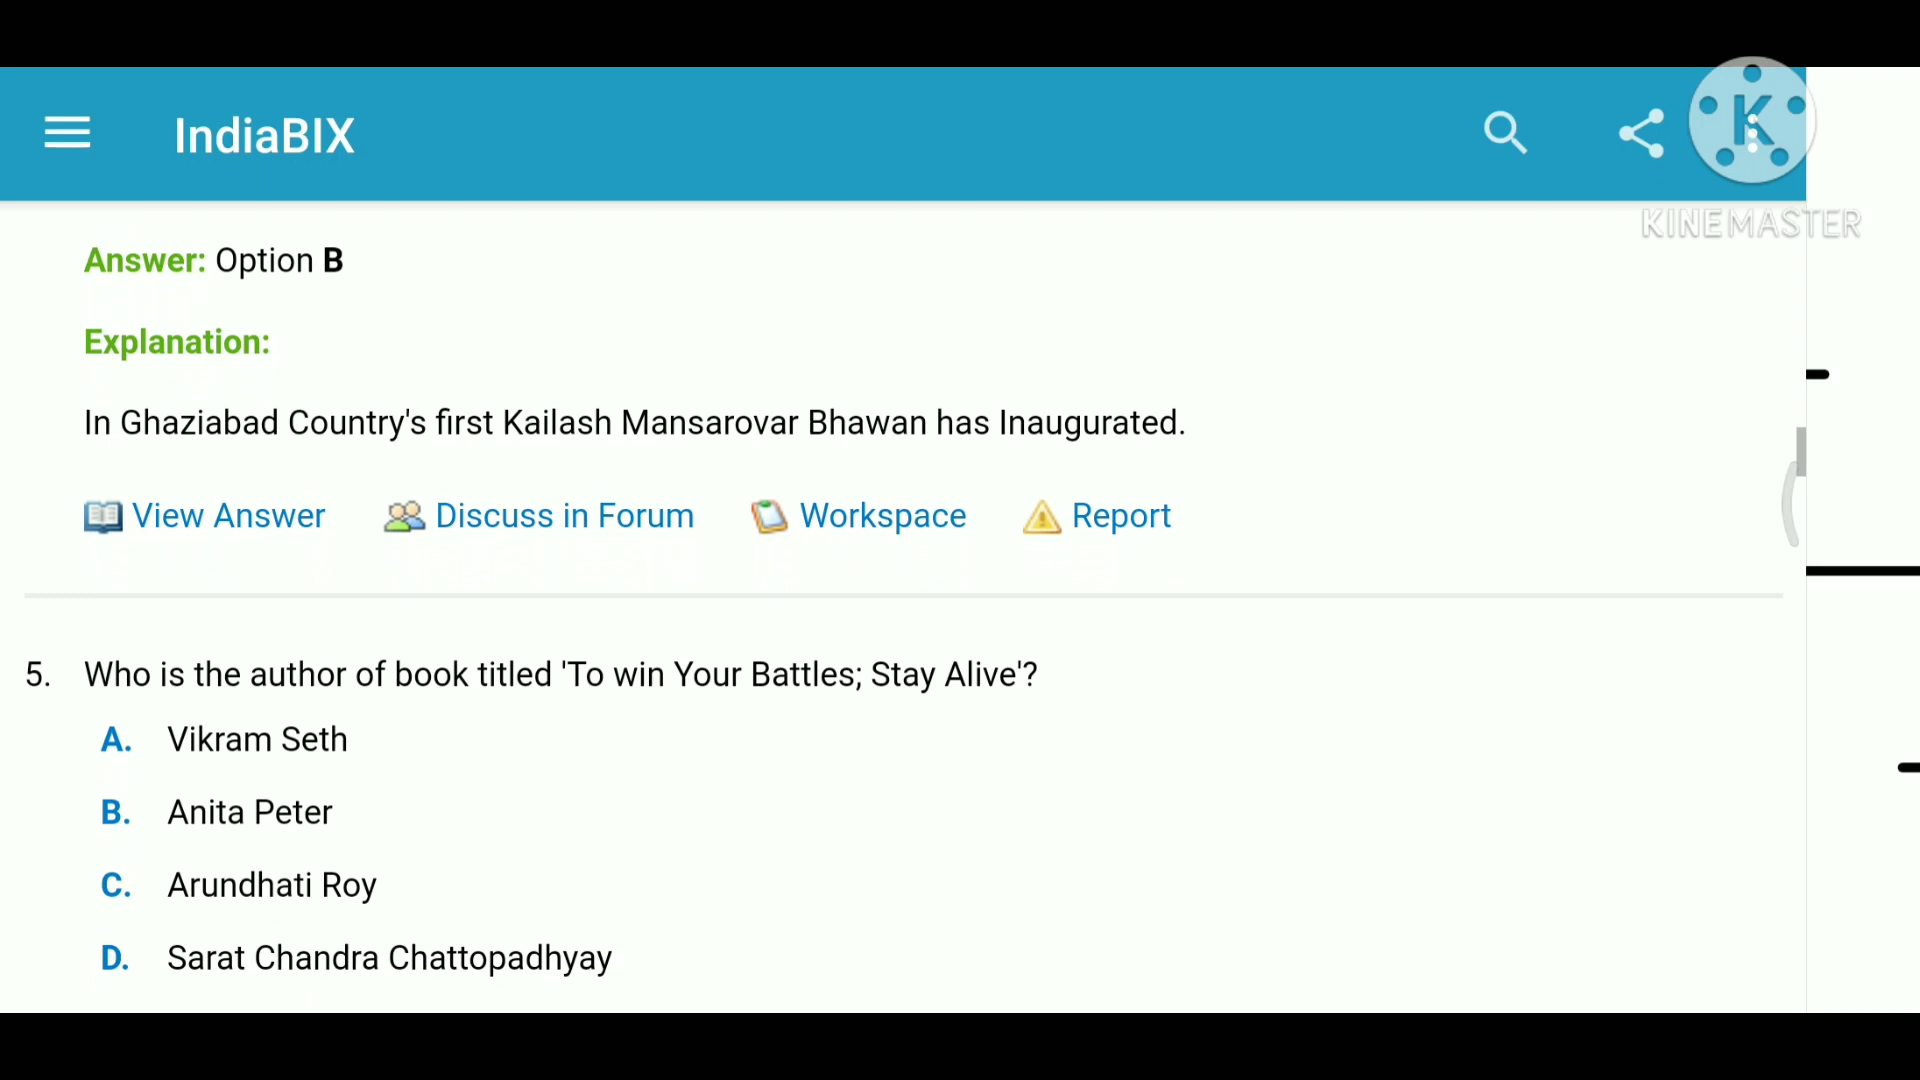 IndiaBIX
K
KINEMASTER
Answer: Option B
Explanation:
In Ghaziabad Country's first Kailash Mansarovar Bhawan has Inaugurated.
View Answer Discuss in Forum Workspace Report
5. Who is the author of book titled 'To win Your Battles; Stay Alive'?
A. Vikram Seth
B. Anita Peter
C. Arundhati Roy
D. Sarat Chandra Chattopadhyay